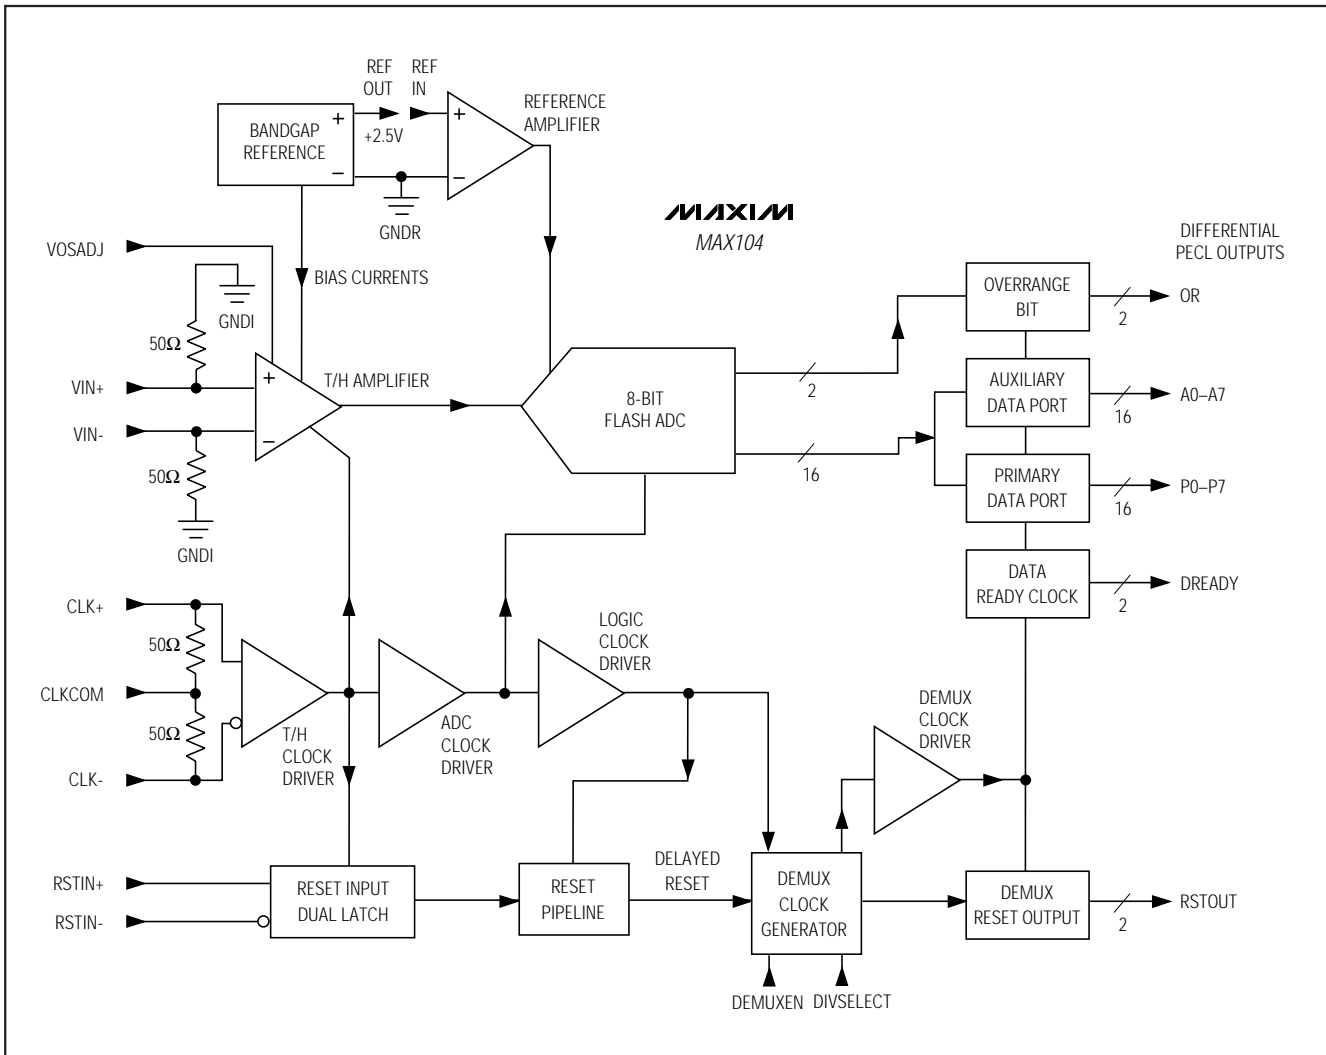 REF
OUT
REF
IN
+
BANDGAP
REFERENCE
−
+2.5V
+
−
REFERENCE
AMPLIFIER
GNDR
MAXIM
MAX104
DIFFERENTIAL
PECL OUTPUTS
VOSADJ
BIAS CURRENTS
GNDI
50Ω
VIN+
+
−
T/H AMPLIFIER
VIN-
50Ω
GNDI
8-BIT
FLASH ADC
2
16
OVERRANGE
BIT
2
OR
AUXILIARY
DATA PORT
16
A0–A7
PRIMARY
DATA PORT
16
P0–P7
DATA
READY CLOCK
2
DREADY
CLK+
50Ω
CLKCOM
50Ω
CLK-
T/H
CLOCK
DRIVER
ADC
CLOCK
DRIVER
LOGIC
CLOCK
DRIVER
DEMUX
CLOCK
DRIVER
RSTIN+
RSTIN-
RESET INPUT
DUAL LATCH
RESET
PIPELINE
DELAYED
RESET
DEMUX
CLOCK
GENERATOR
DEMUX
RESET OUTPUT
2
RSTOUT
DEMUXEN
DIVSELECT